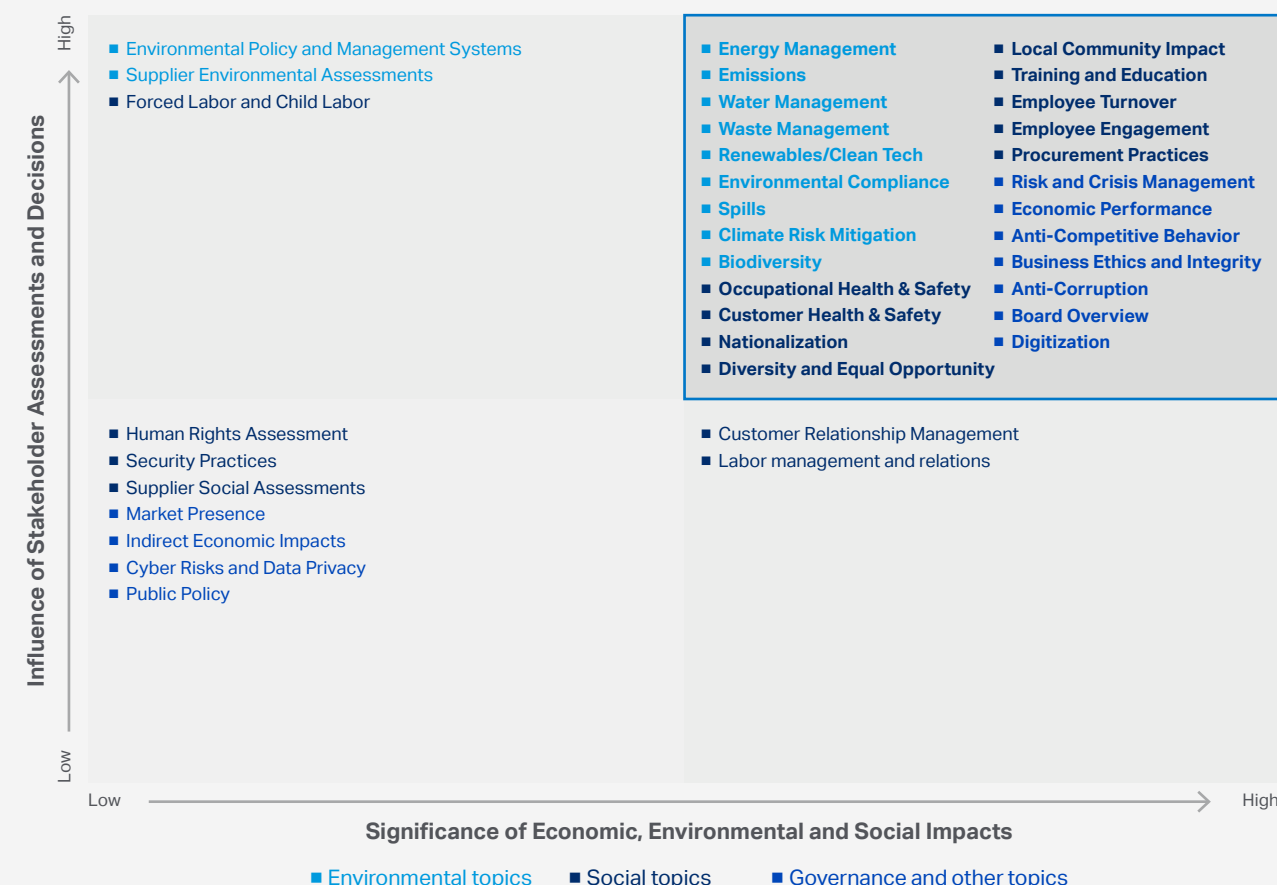 High
Influence of Stakeholder Assessments and Decisions
Low
Environmental Policy and Management Systems
Supplier Environmental Assessments
Forced Labor and Child Labor
Energy Management
Emissions
Water Management
Waste Management
Renewables/Clean Tech
Environmental Compliance
Spills
Climate Risk Mitigation
Biodiversity
Occupational Health & Safety
Customer Health & Safety
Nationalization
Diversity and Equal Opportunity
Local Community Impact
Training and Education
Employee Turnover
Employee Engagement
Procurement Practices
Risk and Crisis Management
Economic Performance
Anti-Competitive Behavior
Business Ethics and Integrity
Anti-Corruption
Board Overview
Digitization
Human Rights Assessment
Security Practices
Supplier Social Assessments
Market Presence
Indirect Economic Impacts
Cyber Risks and Data Privacy
Public Policy
Customer Relationship Management
Labor management and relations
Low
High
Significance of Economic, Environmental and Social Impacts
Environmental topics
Social topics
Governance and other topics